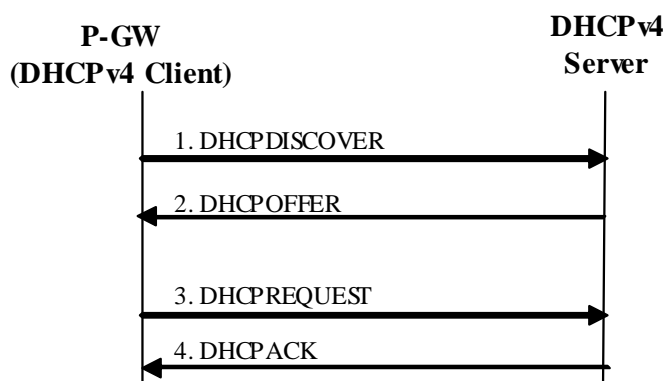 P-GW
(DHCPv4 Client)
DHCPv4
Server
1. DHCPDISCOVER
2. DHCPOFFER
3. DHCPREQUEST
4. DHCPACK